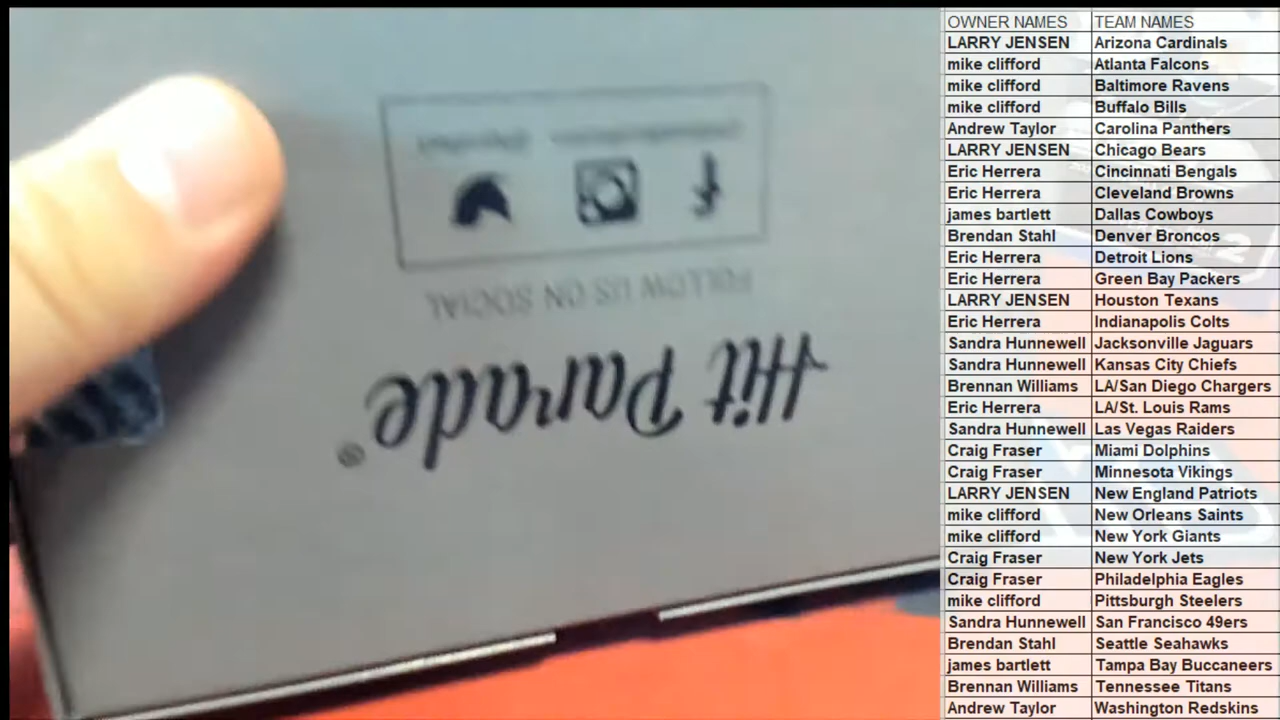 Hit Parade®
FOLLOW US ON SOCIAL
OWNER NAMES TEAM NAMES
LARRY JENSEN Arizona Cardinals
mike clifford Atlanta Falcons
mike clifford Baltimore Ravens
mike clifford Buffalo Bills
Andrew Taylor Carolina Panthers
LARRY JENSEN Chicago Bears
Eric Herrera Cincinnati Bengals
Eric Herrera Cleveland Browns
james bartlett Dallas Cowboys
Brendan Stahl Denver Broncos
Eric Herrera Detroit Lions
Eric Herrera Green Bay Packers
LARRY JENSEN Houston Texans
Eric Herrera Indianapolis Colts
Sandra Hunnewell Jacksonville Jaguars
Sandra Hunnewell Kansas City Chiefs
Brennan Williams LA/San Diego Chargers
Eric Herrera LA/St. Louis Rams
Sandra Hunnewell Las Vegas Raiders
Craig Fraser Miami Dolphins
Craig Fraser Minnesota Vikings
LARRY JENSEN New England Patriots
mike clifford New Orleans Saints
mike clifford New York Giants
Craig Fraser New York Jets
Craig Fraser Philadelphia Eagles
mike clifford Pittsburgh Steelers
Sandra Hunnewell San Francisco 49ers
Brendan Stahl Seattle Seahawks
james bartlett Tampa Bay Buccaneers
Brennan Williams Tennessee Titans
Andrew Taylor Washington Redskins